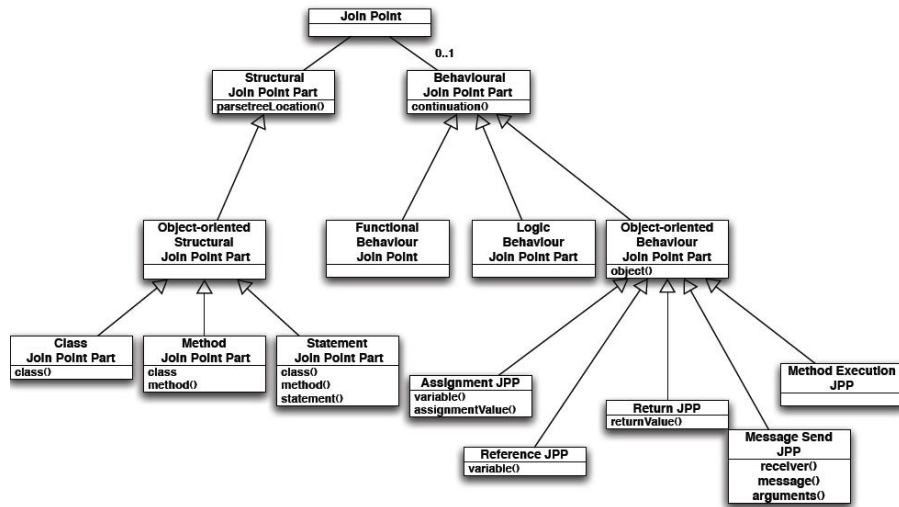 Join Point
0..1
Structural
Join Point Part
parsetreeLocation()
Behavioural
Join Point Part
continuation()
Object-oriented
Structural
Join Point Part
Functional
Behaviour
Join Point
Logic
Behaviour
Join Point Part
Object-oriented
Behaviour
Join Point Part
object()
Class
Join Point Part
class()
Method
Join Point Part
class
method()
Statement
Join Point Part
class()
method()
statement()
Assignment JPP
variable()
assignmentValue()
Reference JPP
variable()
Return JPP
returnValue()
Message Send
JPP
receiver()
message()
arguments()
Method Execution
JPP